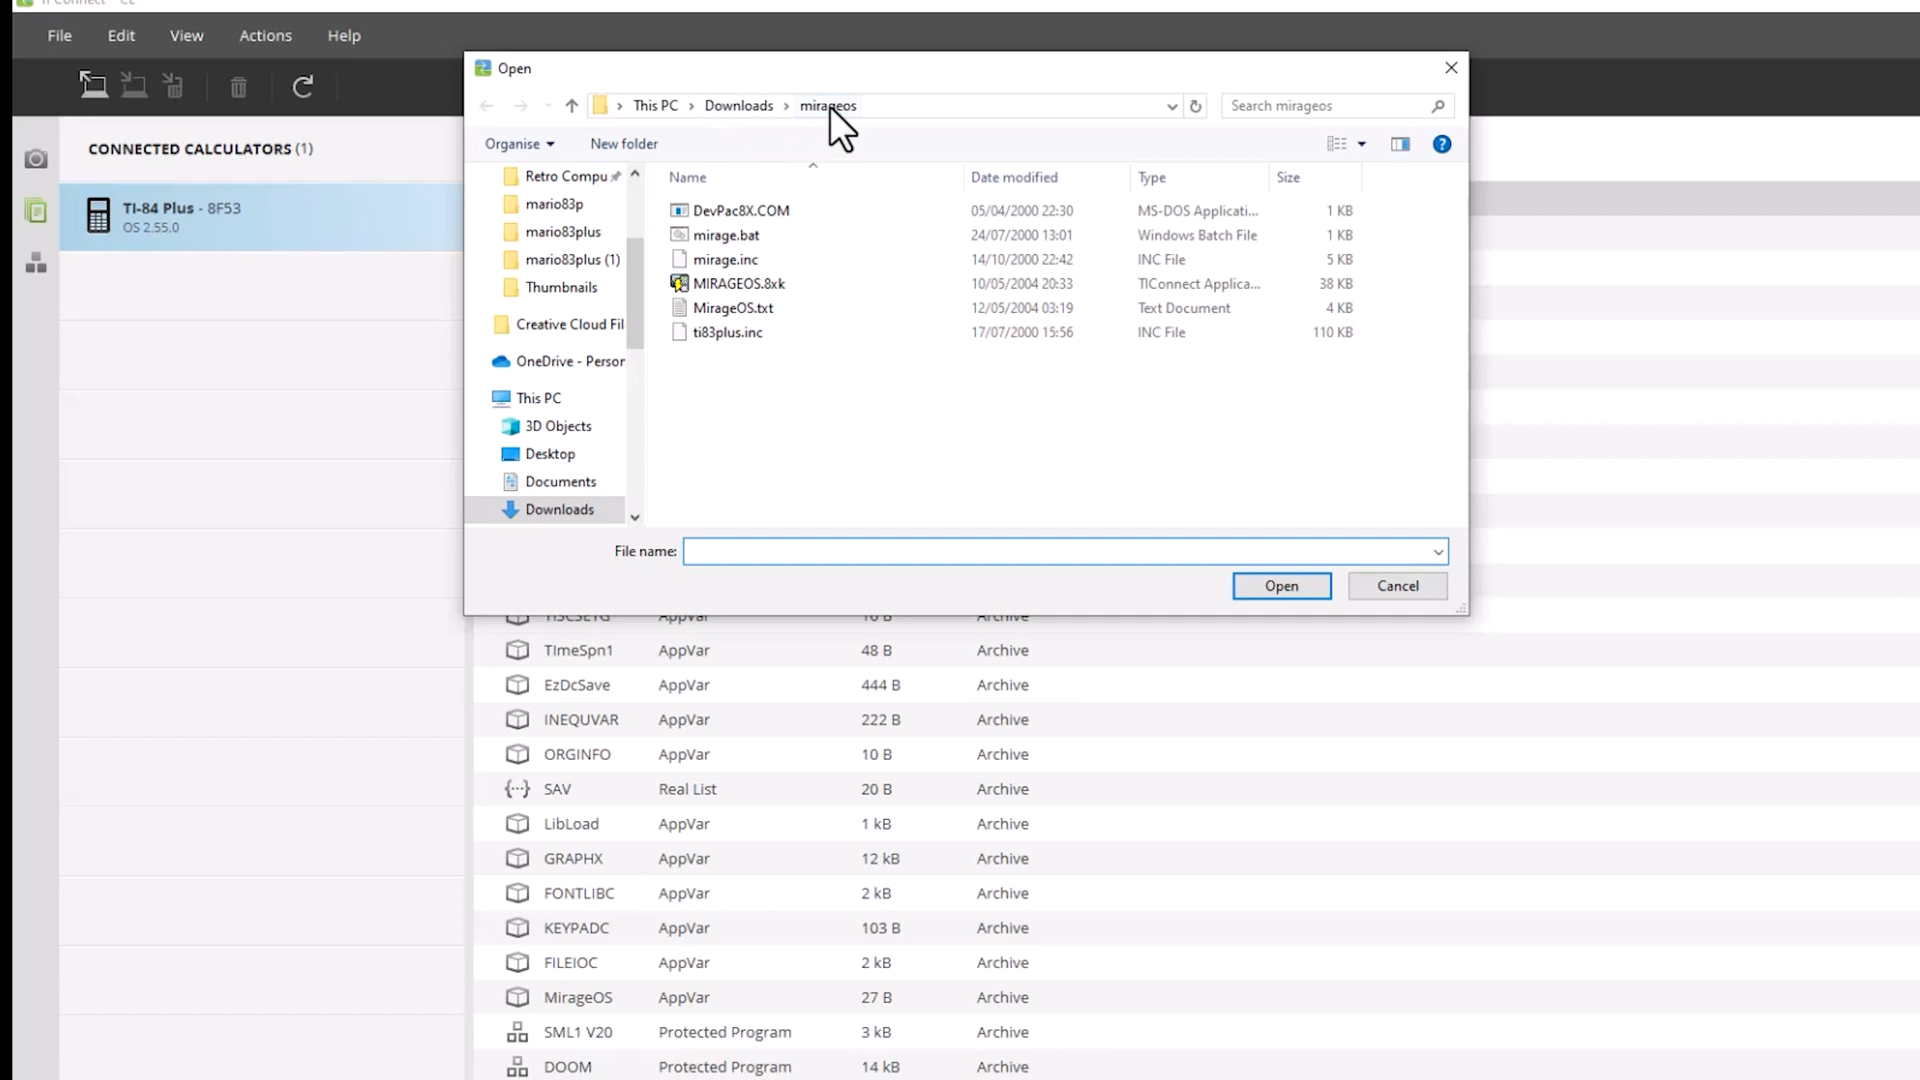 TI Connect™ CE
File Edit View Actions Help
Open
This PC > Downloads > mirageos
Search mirageos
Organise New folder
CONNECTED CALCULATORS (1)
TI-84 Plus - 8F53
OS 2.55.0
Retro Compu
mario83p
mario83plus
mario83plus (1)
Thumbnails
Creative Cloud Fil
OneDrive - Person
This PC
3D Objects
Desktop
Documents
Downloads
Name Date modified Type Size
DevPac8X.COM 05/04/2000 22:30 MS-DOS Applicati... 1 KB
mirage.bat 24/07/2000 13:01 Windows Batch File 1 KB
mirage.inc 14/10/2000 22:42 INC File 5 KB
MIRAGEOS.8xk 10/05/2004 20:33 TIConnect Applica... 38 KB
MirageOS.txt 12/05/2004 03:19 Text Document 4 KB
ti83plus.inc 17/07/2000 15:56 INC File 110 KB
File name:
Open Cancel
AppVar Archive
TImeSpn1 AppVar 48 B Archive
EzDcSave AppVar 444 B Archive
INEQUVAR AppVar 222 B Archive
ORGINFO AppVar 10 B Archive
SAV Real List 20 B Archive
LibLoad AppVar 1 kB Archive
GRAPHX AppVar 12 kB Archive
FONTLIBC AppVar 2 kB Archive
KEYPADC AppVar 103 B Archive
FILEIOC AppVar 2 kB Archive
MirageOS AppVar 27 B Archive
SML1 V20 Protected Program 3 kB Archive
DOOM Protected Program 14 kB Archive